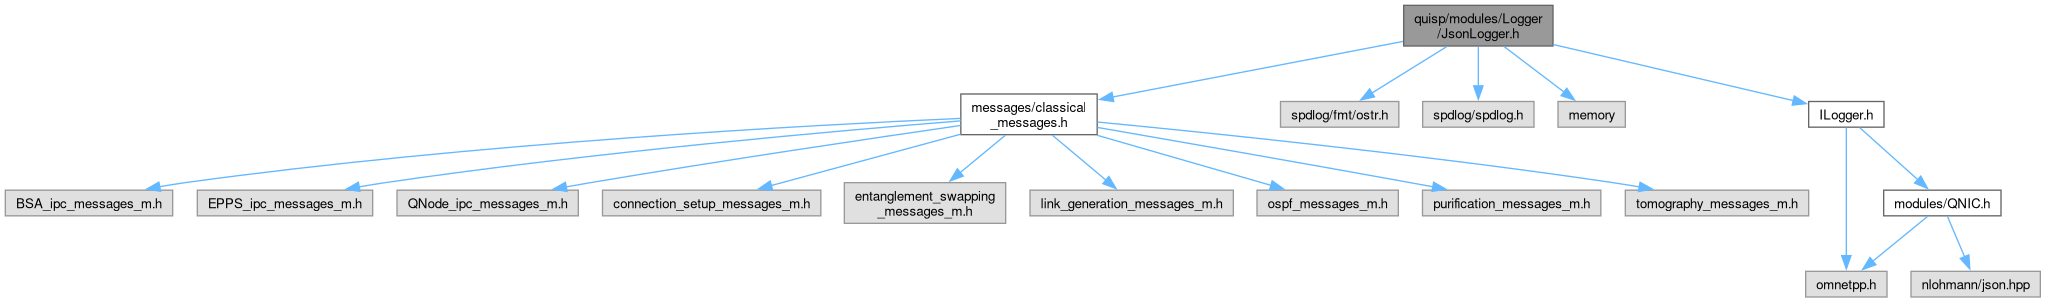 quisp/modules/Logger
/JsonLogger.h
messages/classical
_messages.h
spdlog/fmt/ostr.h
spdlog/spdlog.h
memory
ILogger.h
BSA_ipc_messages_m.h
EPPS_ipc_messages_m.h
QNode_ipc_messages_m.h
connection_setup_messages_m.h
entanglement_swapping
_messages_m.h
link_generation_messages_m.h
ospf_messages_m.h
purification_messages_m.h
tomography_messages_m.h
modules/QNIC.h
omnetpp.h
nlohmann/json.hpp